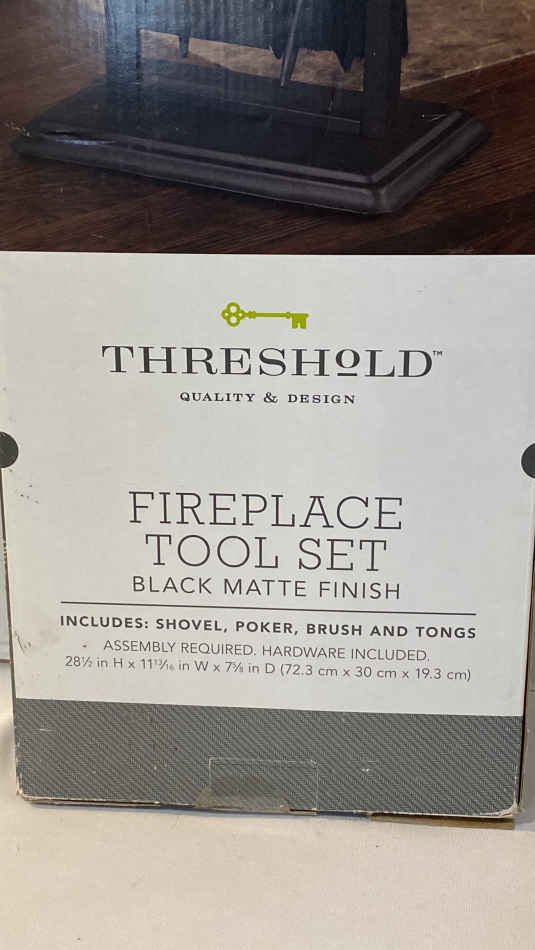 THRESHOLD™
QUALITY & DESIGN
FIREPLACE
TOOL SET
BLACK MATTE FINISH
INCLUDES: SHOVEL, POKER, BRUSH AND TONGS
ASSEMBLY REQUIRED. HARDWARE INCLUDED.
28½ in H x 11¹³⁄₁₆ in W x 7⅝ in D (72.3 cm x 30 cm x 19.3 cm)